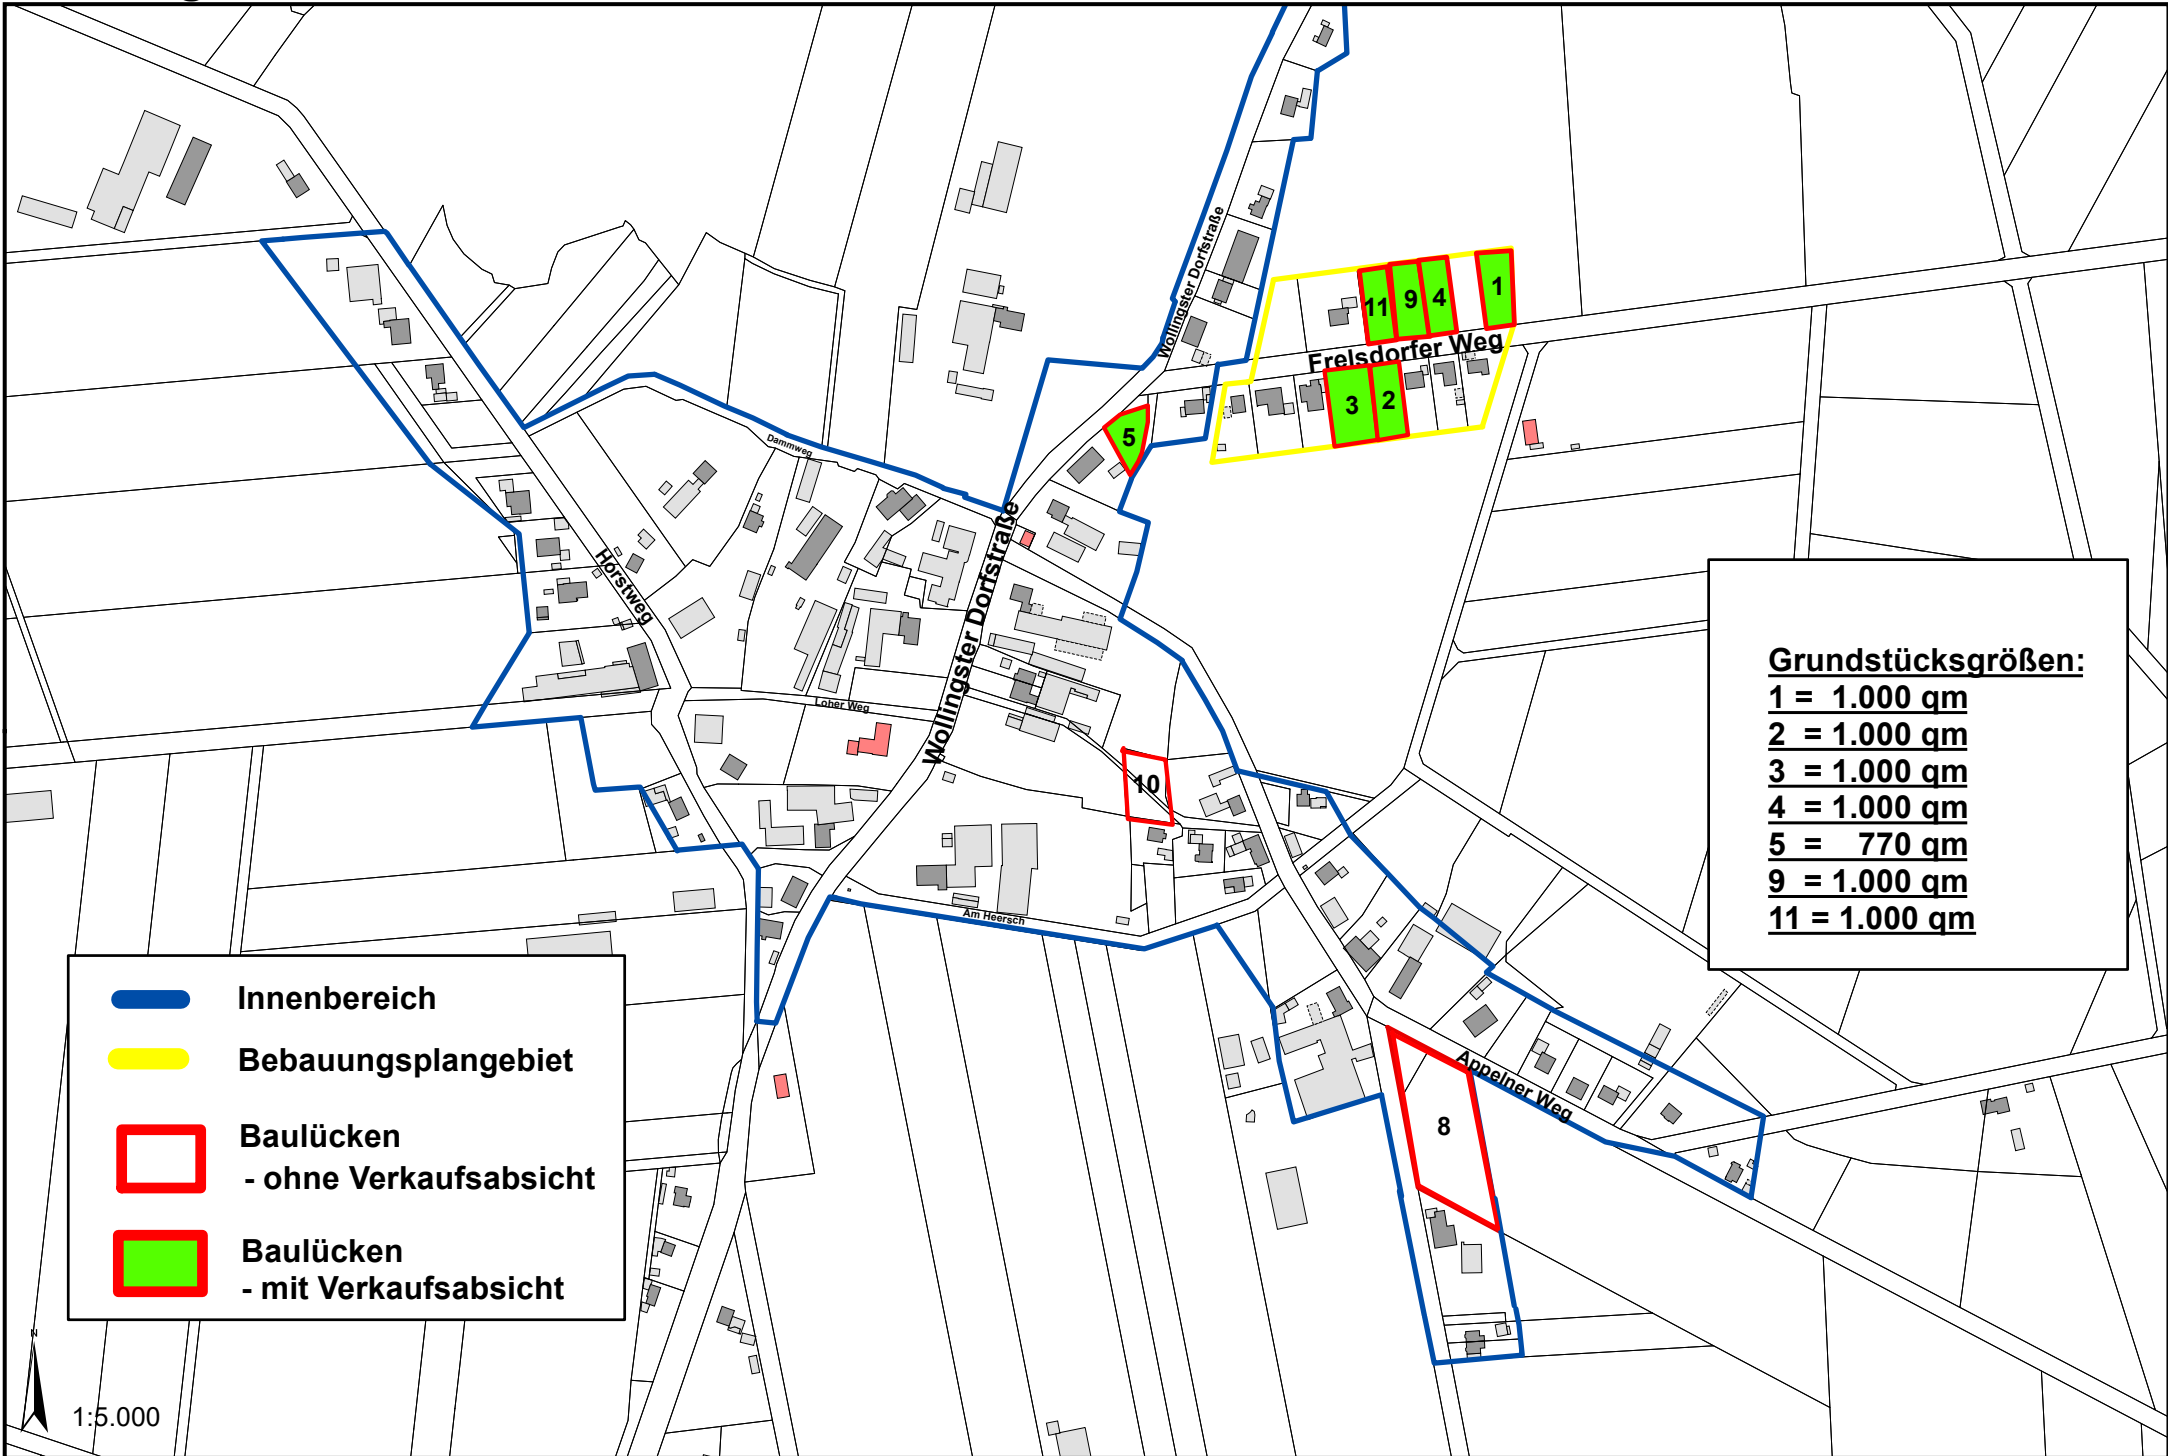 Wollingster Dorfstraße
11
9
4
1
Frelsdorfer Weg
3
2
5
Dammweg
Horstweg
Wollingster Dorfstraße
Loher Weg
10
Am Heersch
Appelner Weg
8
Grundstücksgrößen:
1 = 1.000 qm
2 = 1.000 qm
3 = 1.000 qm
4 = 1.000 qm
5 = 770 qm
9 = 1.000 qm
11 = 1.000 qm
Innenbereich
Bebauungsplangebiet
Baulücken
- ohne Verkaufsabsicht
Baulücken
- mit Verkaufsabsicht
N
1:5.000